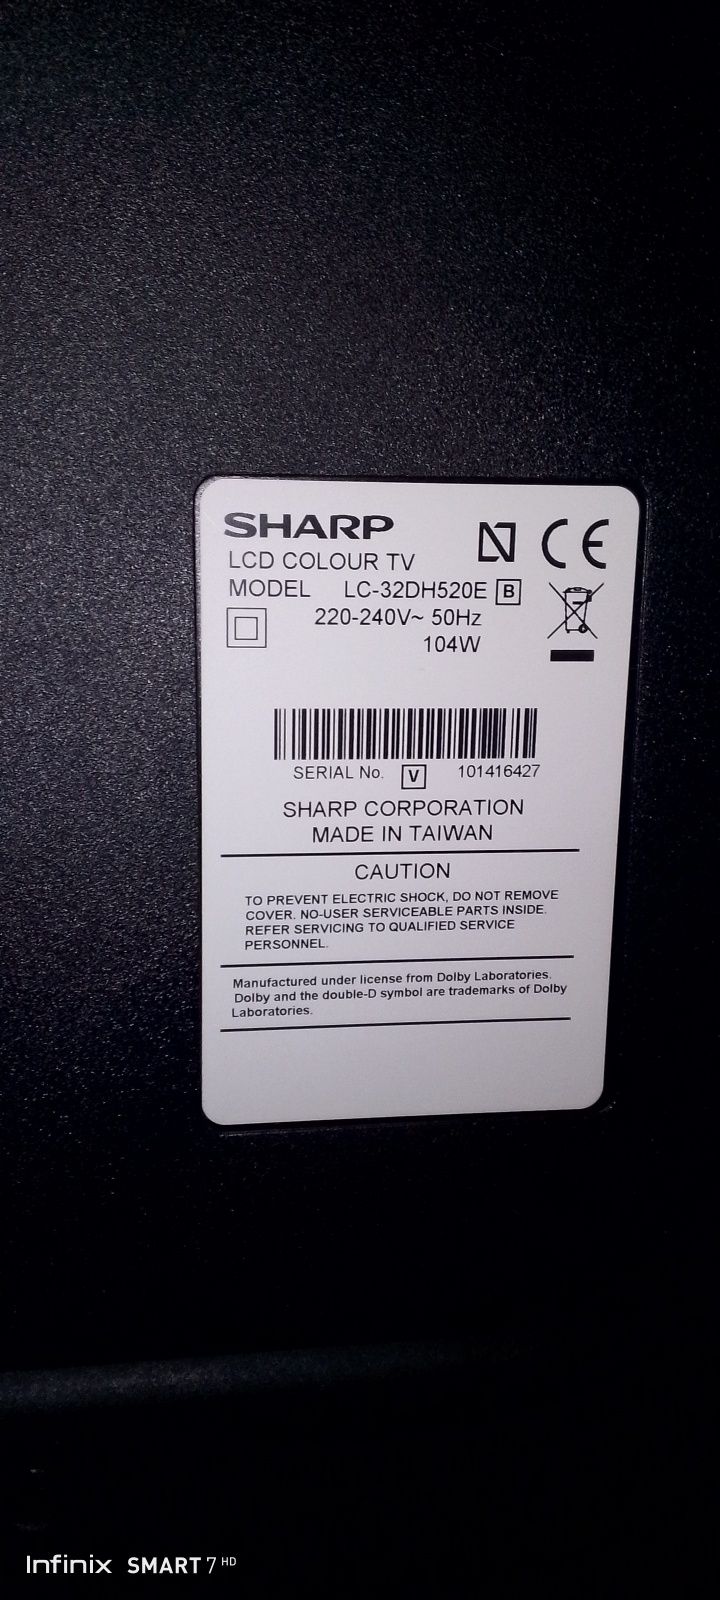 SHARP
LCD COLOUR TV
MODEL LC-32DH520E B
220-240V~ 50Hz
104W
CE
SERIAL No. V 101416427
SHARP CORPORATION
MADE IN TAIWAN
CAUTION
TO PREVENT ELECTRIC SHOCK, DO NOT REMOVE
COVER. NO-USER SERVICEABLE PARTS INSIDE.
REFER SERVICING TO QUALIFIED SERVICE
PERSONNEL.
Manufactured under license from Dolby Laboratories.
Dolby and the double-D symbol are trademarks of Dolby
Laboratories.
Infinix SMART 7 HD